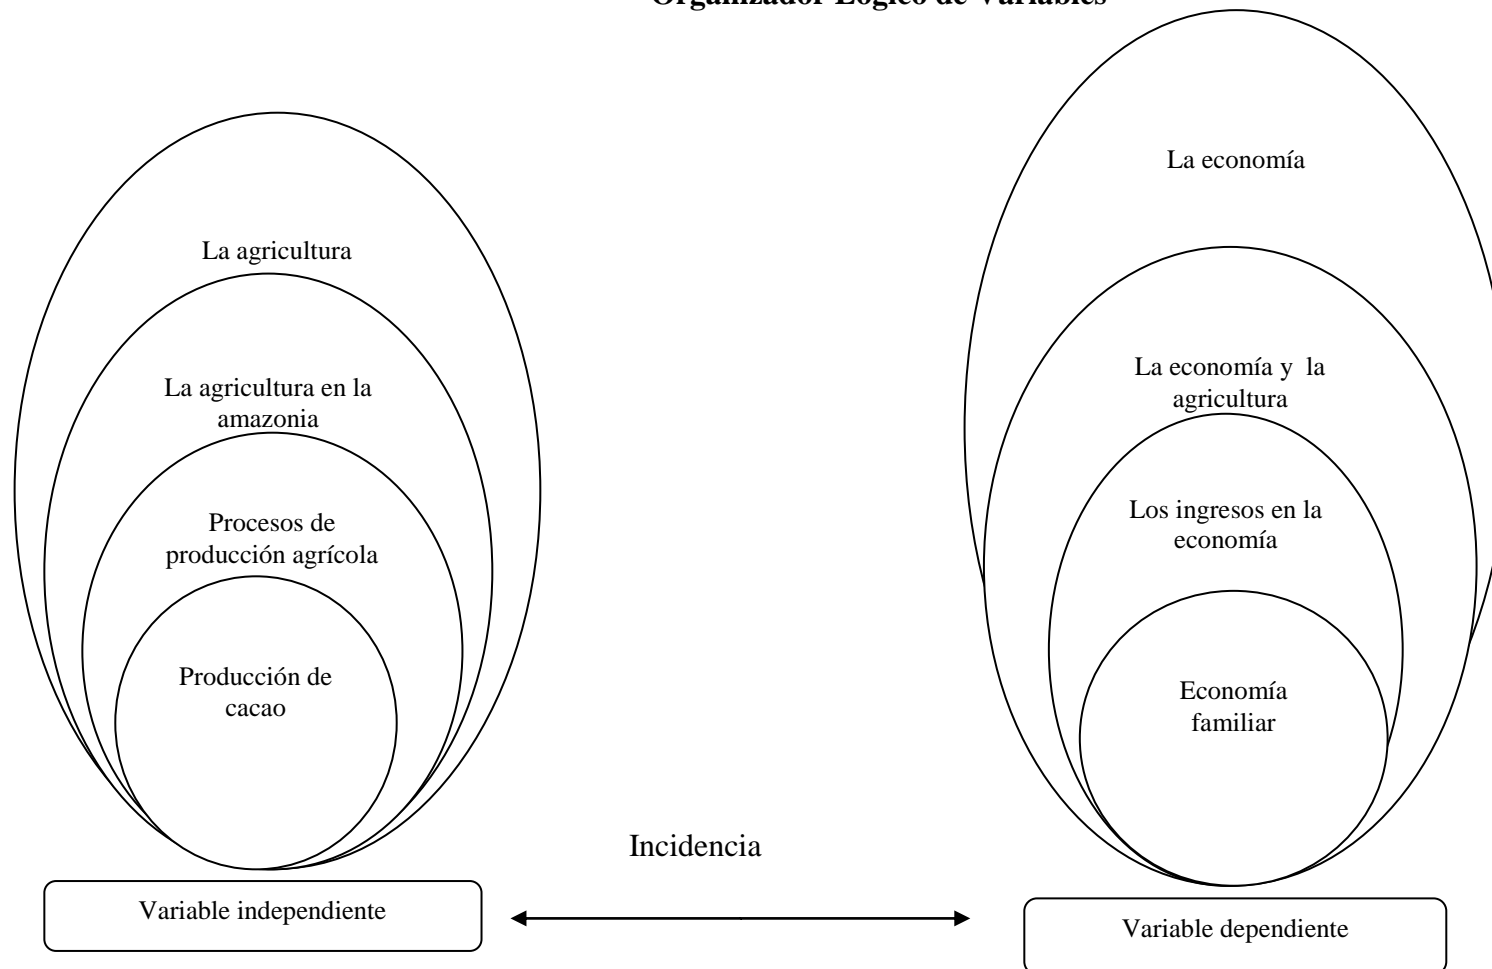 Organizador Lógico de Variables
La agricultura
La agricultura en la
amazonia
Procesos de
producción agrícola
Producción de
cacao
Variable independiente
Incidencia
La economía
La economía y  la
agricultura
Los ingresos en la
economía
Economía
familiar
Variable dependiente